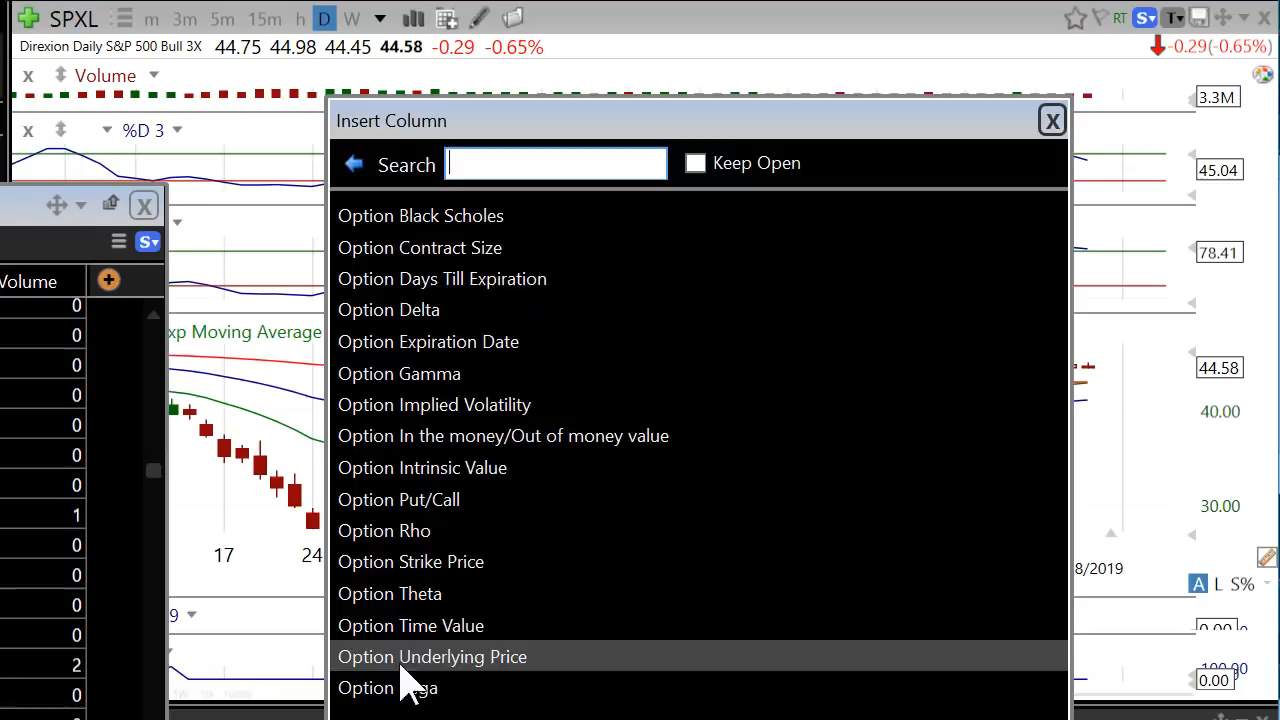 SPXL m 3m 5m 15m h D W RT S T
Direxion Daily S&P 500 Bull 3X 44.75 44.98 44.45 44.58 -0.29 -0.65% -0.29(-0.65%)
x Volume
3.3M
x %D 3
Insert Column X
45.04
Search Keep Open
X
S
Option Black Scholes
Option Contract Size
78.41
Volume
Option Days Till Expiration
0
Option Delta
0
xp Moving Average
Option Expiration Date
0
Option Gamma
44.58
0
Option Implied Volatility
40.00
0
Option In the money/Out of money value
0
Option Intrinsic Value
0
Option Put/Call
30.00
1
Option Rho
0
17 24
Option Strike Price
8/2019
0
A L S%
Option Theta
0
9
Option Time Value
0
Option Underlying Price
2
100.00
0.00
Option
0